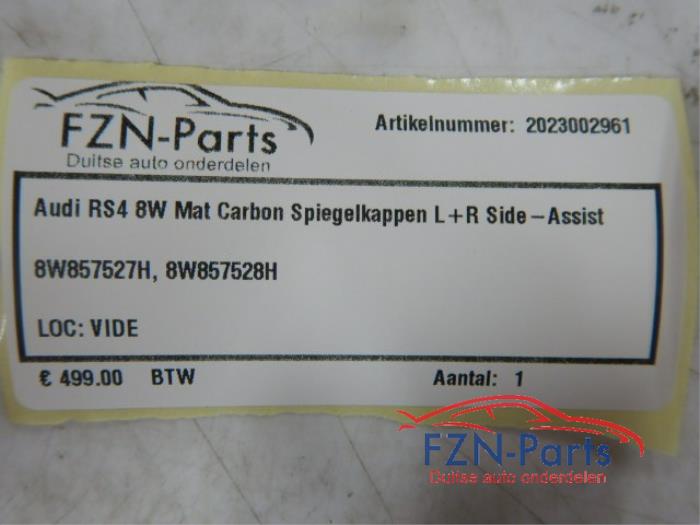 FZN-Parts
Duitse auto onderdelen
Artikelnummer: 2023002961
Audi RS4 8W Mat Carbon Spiegelkappen L+R Side-Assist
8W857527H, 8W857528H
LOC: VIDE
€ 499.00 BTW
Aantal: 1
FZN-Parts
Duitse auto onderdelen